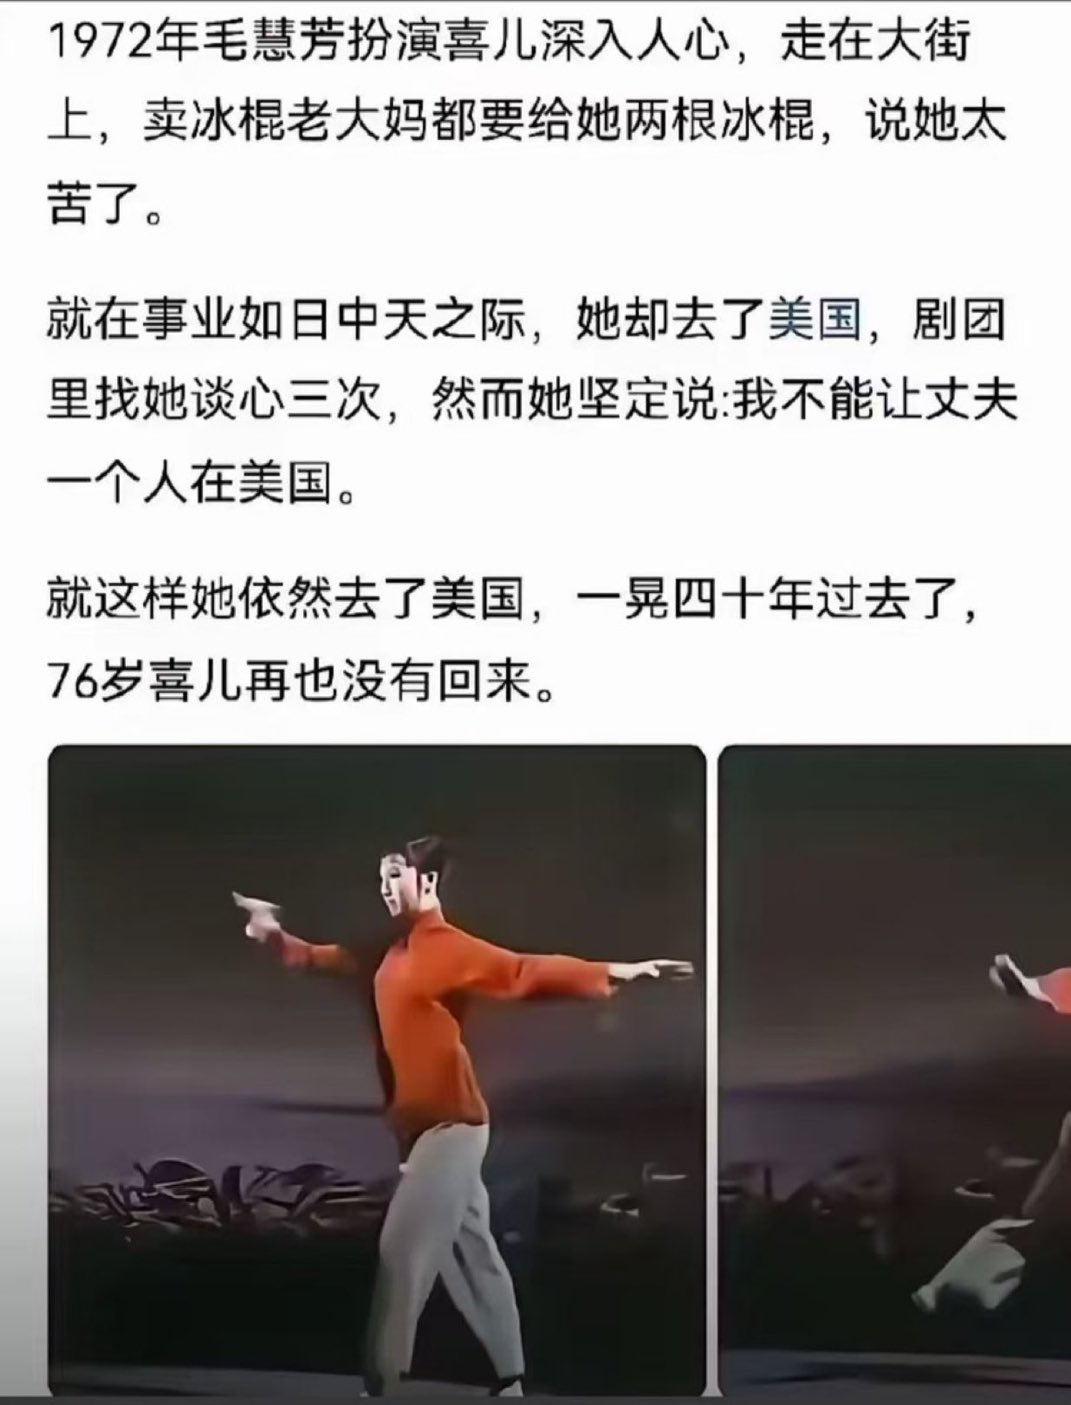 1972年毛慧芳扮演喜儿深入人心，走在大街
上，卖冰棍老大妈都要给她两根冰棍，说她太
苦了。
就在事业如日中天之际，她却去了美国，剧团
里找她谈心三次，然而她坚定说:我不能让丈夫
一个人在美国。
就这样她依然去了美国，一晃四十年过去了，
76岁喜儿再也没有回来。